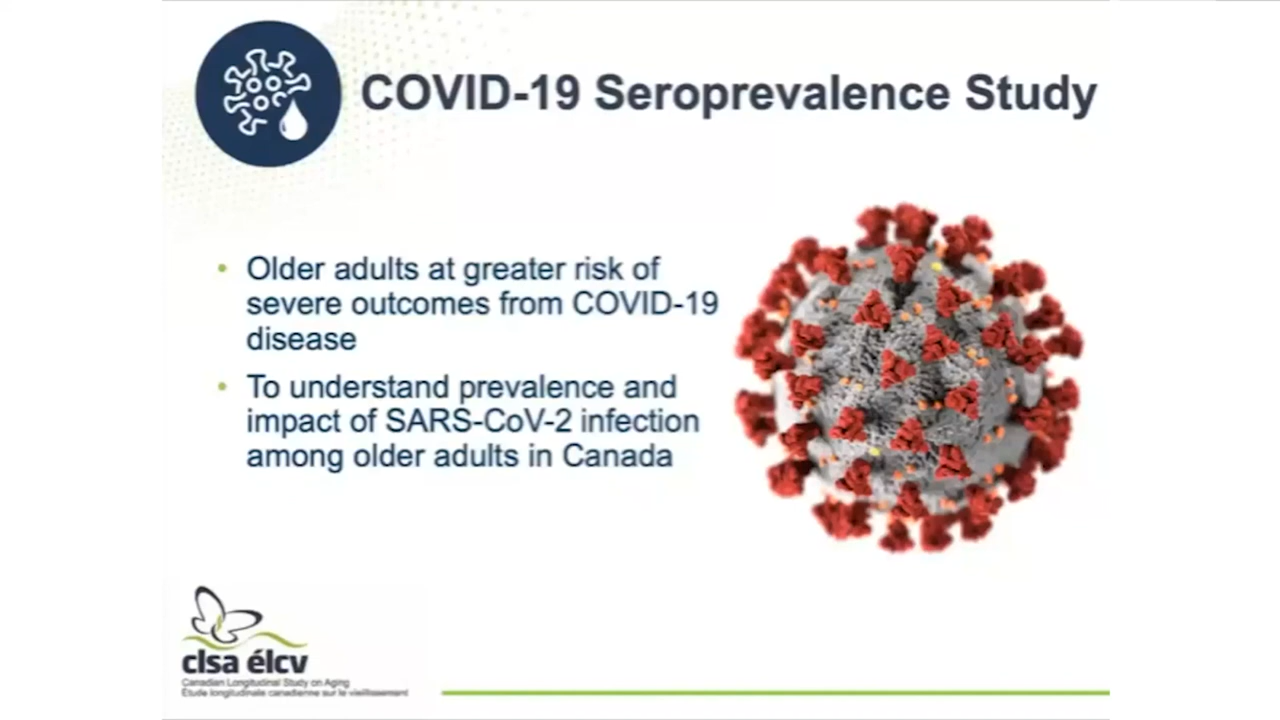 COVID-19 Seroprevalence Study
• Older adults at greater risk of
severe outcomes from COVID-19
disease
• To understand prevalence and
impact of SARS-CoV-2 infection
among older adults in Canada
clsa élcv
Canadian Longitudinal Study on Aging
Étude longitudinale canadienne sur le vieillissement